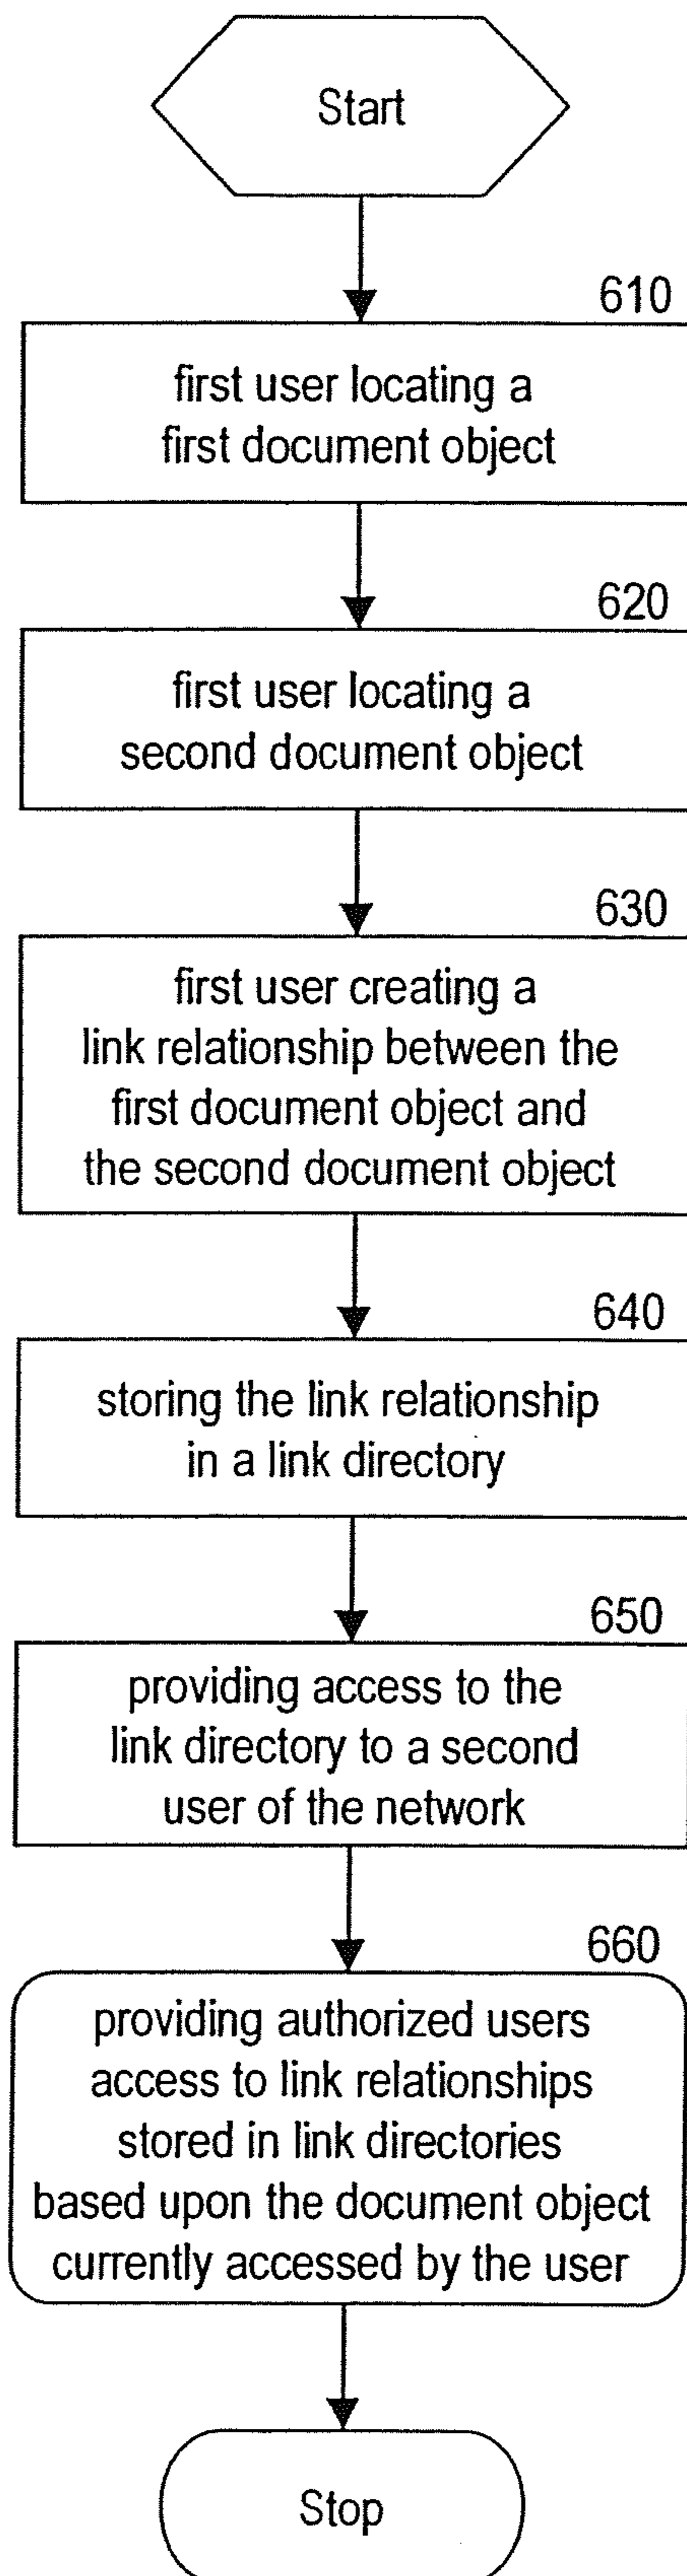 Start
610
first user locating a
first document object
620
first user locating a
second document object
630
first user creating a
link relationship between the
first document object and
the second document object
640
storing the link relationship
in a link directory
650
providing access to the
link directory to a second
user of the network
660
providing authorized users
access to link relationships
stored in link directories
based upon the document object
currently accessed by the user
Stop